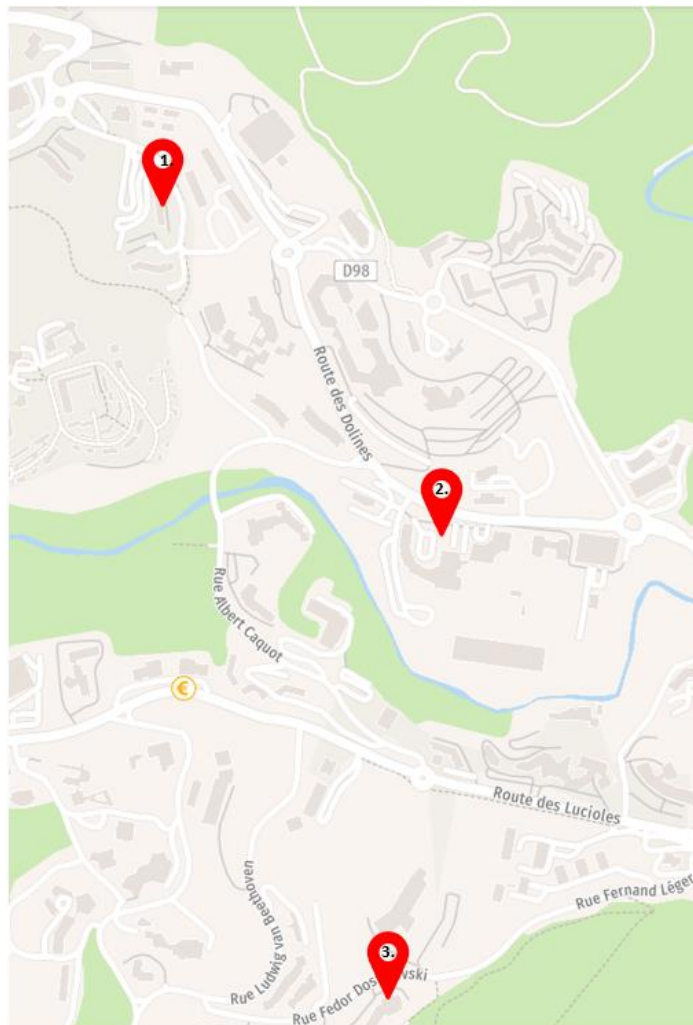 1.
D98
Route des Dolines
2.
Rue Albert Caquot
€
Route des Lucioles
Rue Ludwig van Beethoven
Rue Fernand Léger
3.
Rue Fedor Dos
vski